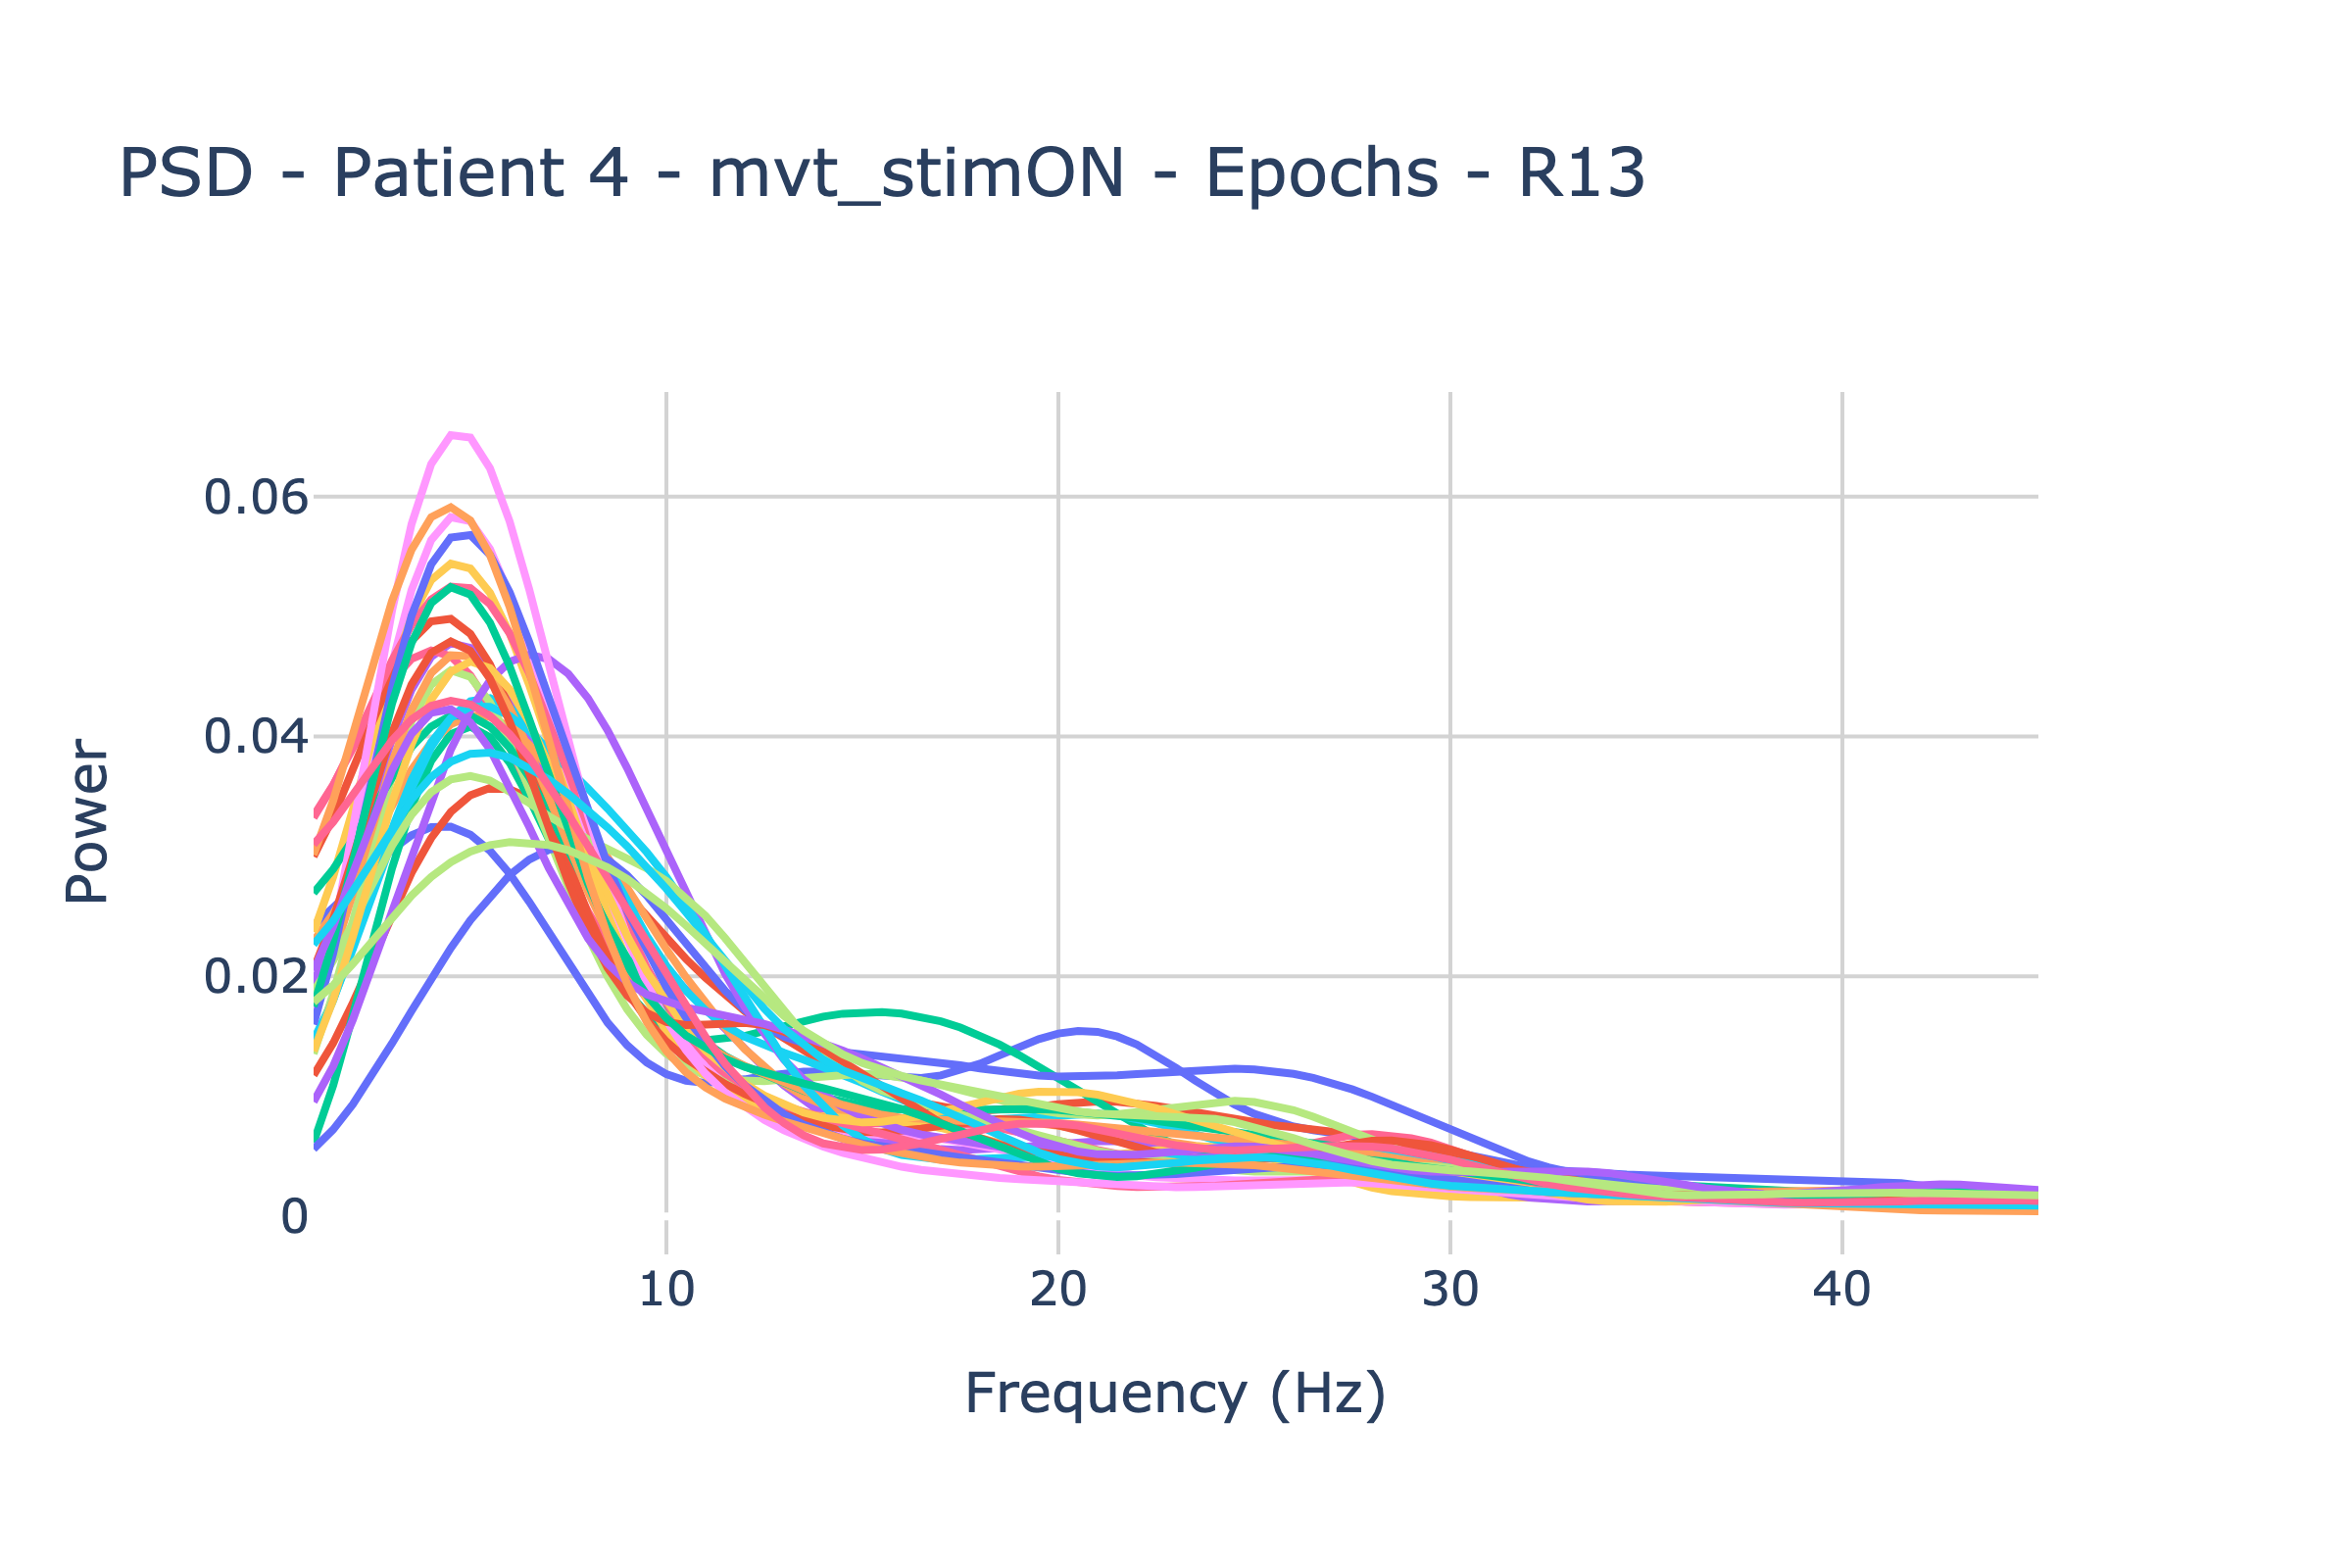 PSD - Patient 4 - mvt_stimON - Epochs - R13
0.06
0.04
0.02
0
Power
10 20 30 40
Frequency (Hz)